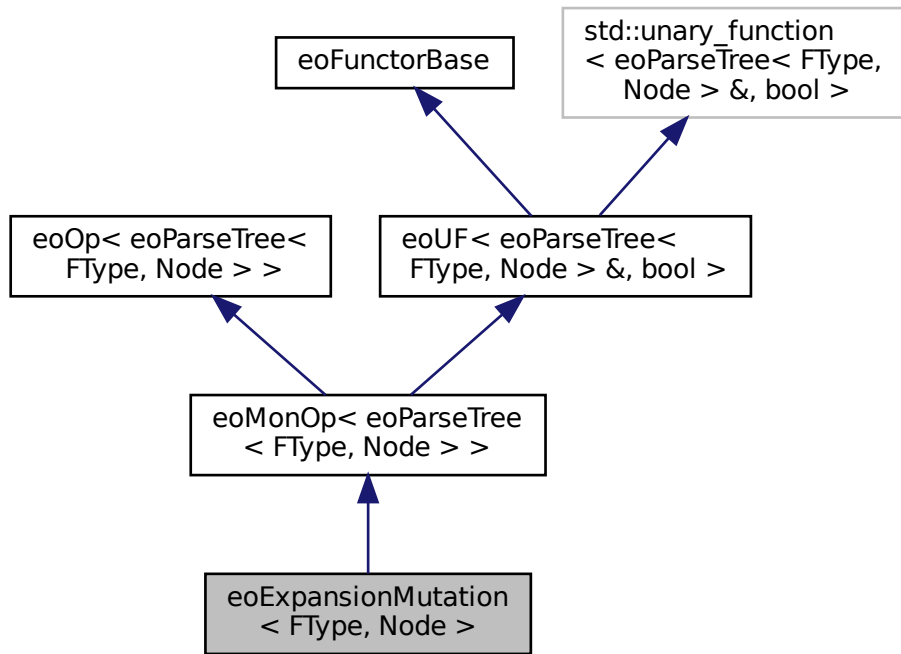 eoFunctorBase
std::unary_function
< eoParseTree< FType,
Node > &, bool >
eoOp< eoParseTree<
FType, Node > >
eoUF< eoParseTree<
FType, Node > &, bool >
eoMonOp< eoParseTree
< FType, Node > >
eoExpansionMutation
< FType, Node >